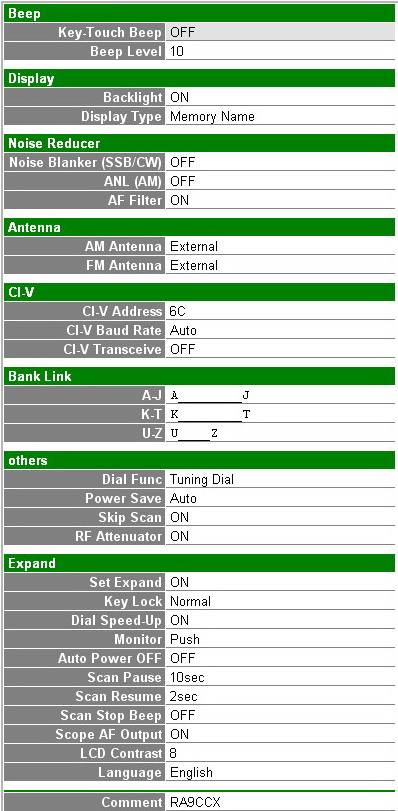 Beep
Key-Touch Beep OFF
Beep Level 10
Display
Backlight ON
Display Type Memory Name
Noise Reducer
Noise Blanker (SSB/CW) OFF
ANL (AM) OFF
AF Filter ON
Antenna
AM Antenna External
FM Antenna External
CI-V
CI-V Address 6C
CI-V Baud Rate Auto
CI-V Transceive OFF
Bank Link
A-J A________J
K-T K________T
U-Z U____Z
others
Dial Func Tuning Dial
Power Save Auto
Skip Scan ON
RF Attenuator ON
Expand
Set Expand ON
Key Lock Normal
Dial Speed-Up ON
Monitor Push
Auto Power OFF OFF
Scan Pause 10sec
Scan Resume 2sec
Scan Stop Beep OFF
Scope AF Output ON
LCD Contrast 8
Language English
Comment RA9CCX